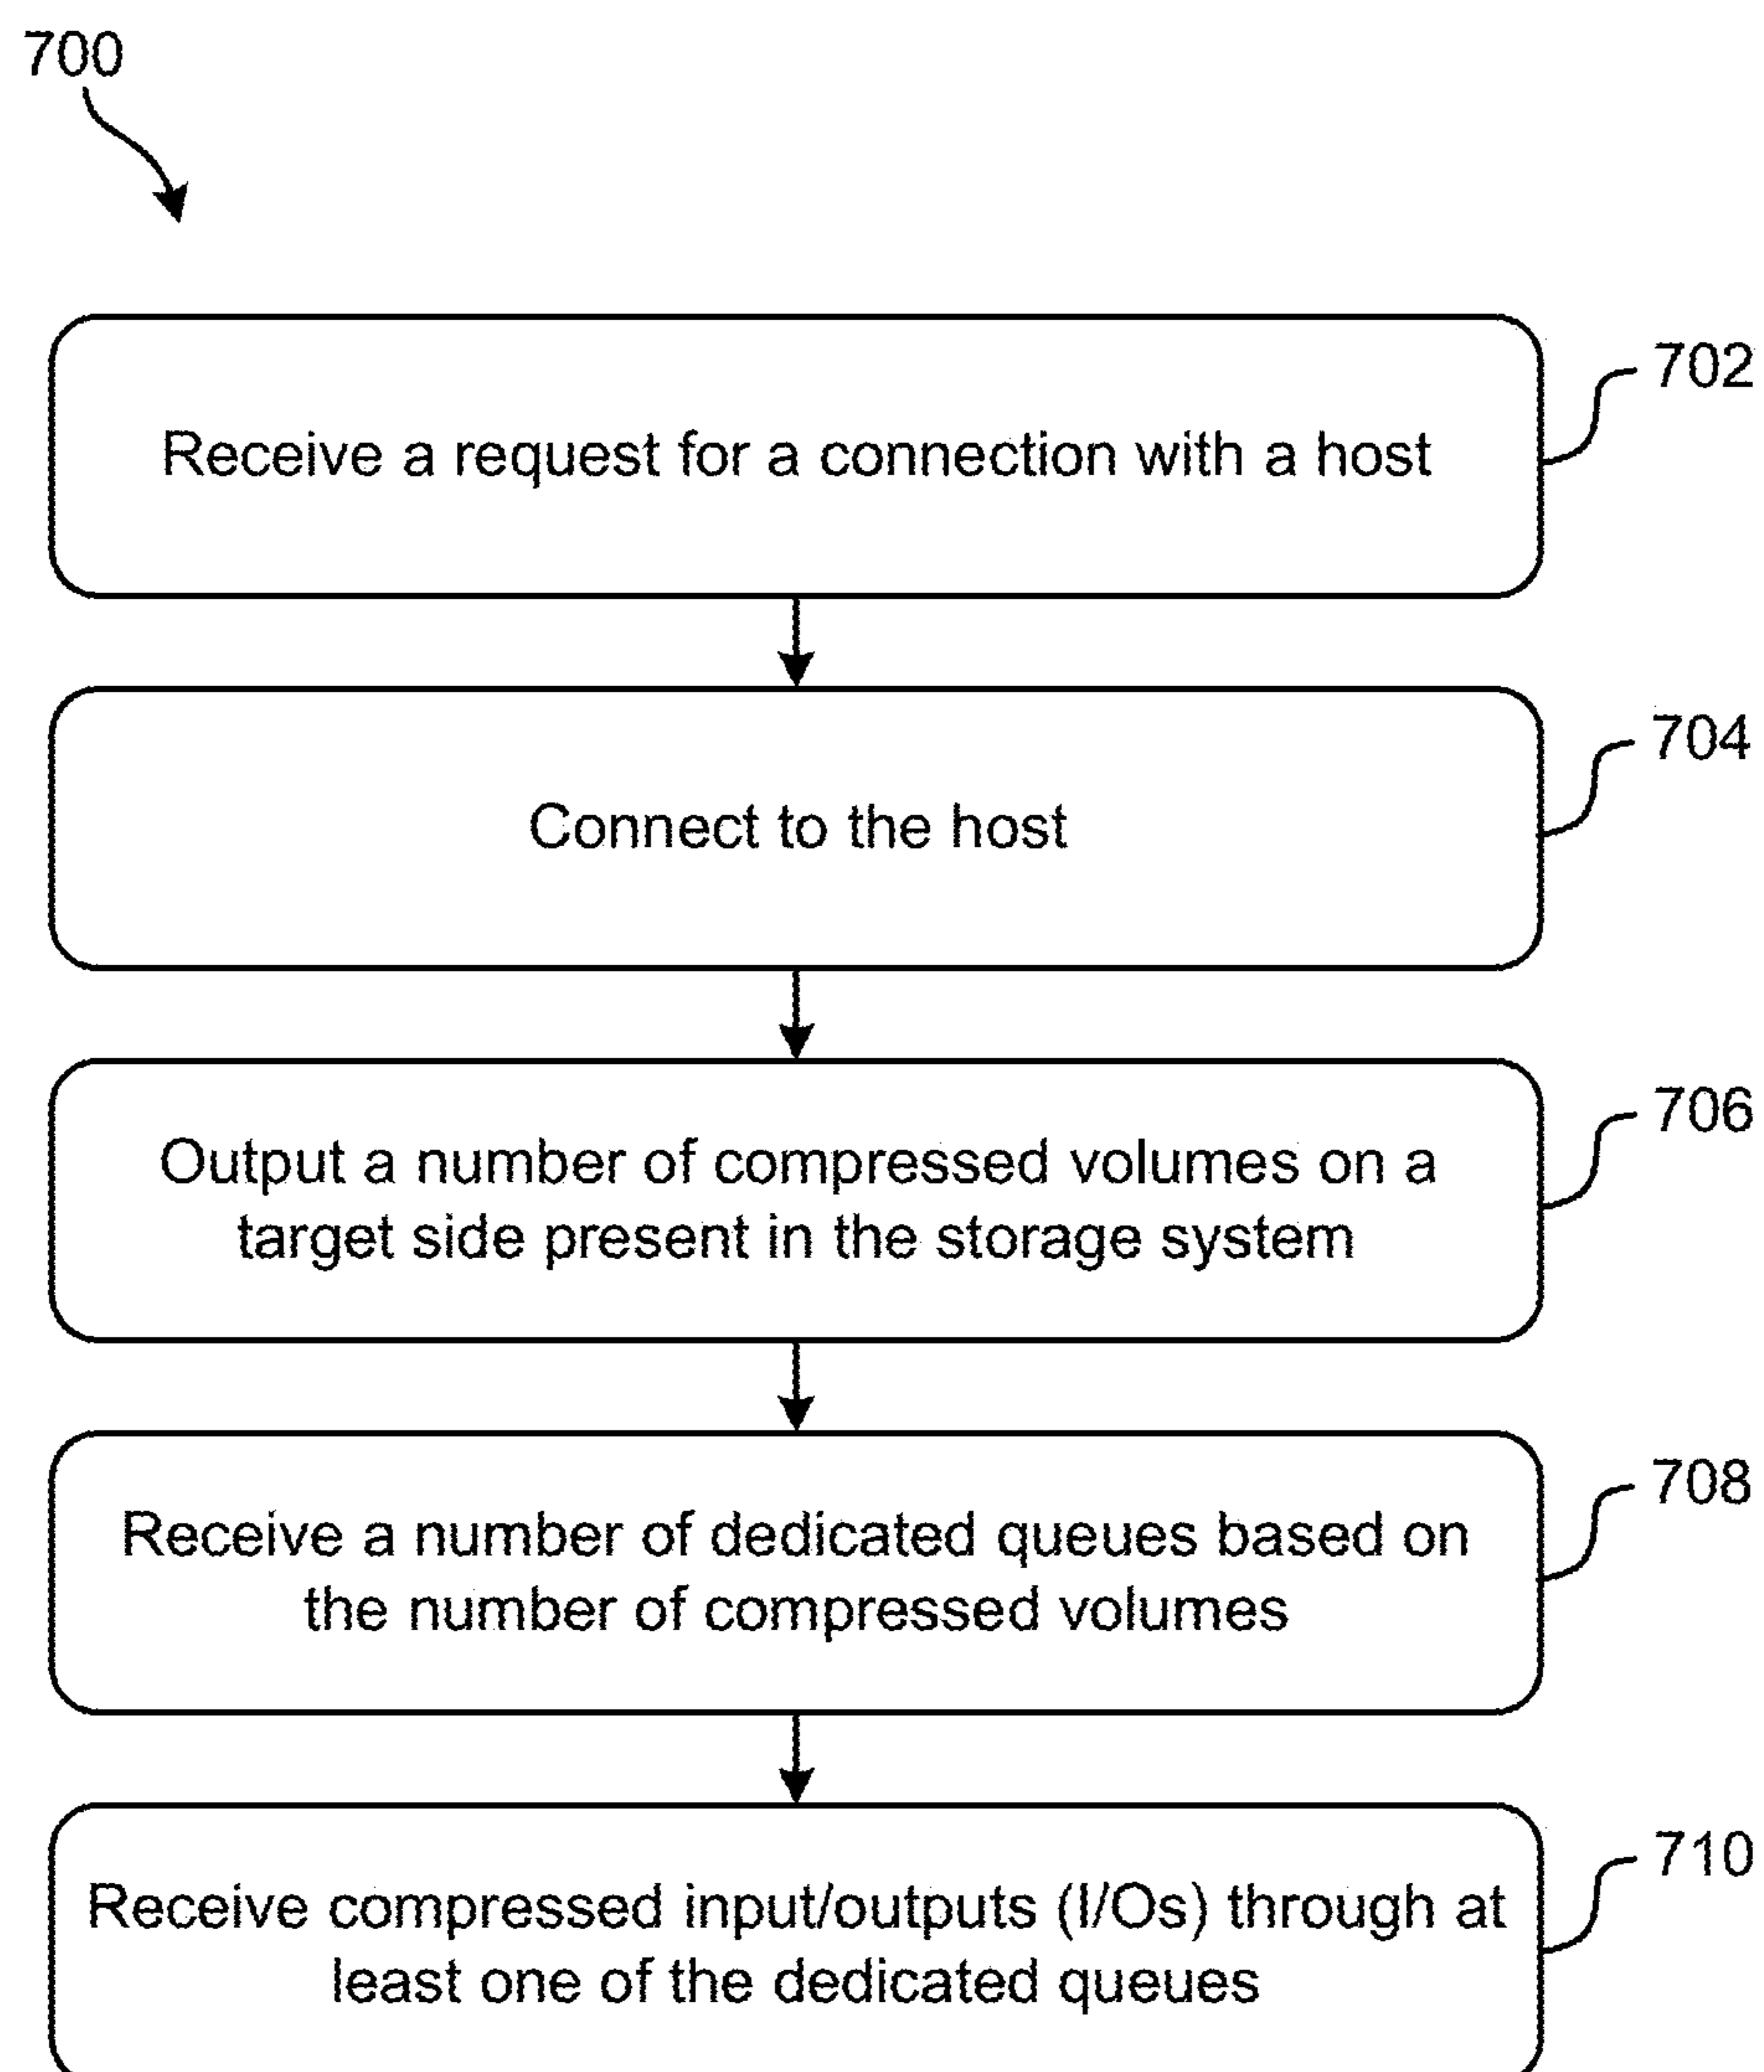 700
Receive a request for a connection with a host
702
Connect to the host
704
Output a number of compressed volumes on a
target side present in the storage system
706
Receive a number of dedicated queues based on
the number of compressed volumes
708
Receive compressed input/outputs (I/Os) through at
least one of the dedicated queues
710